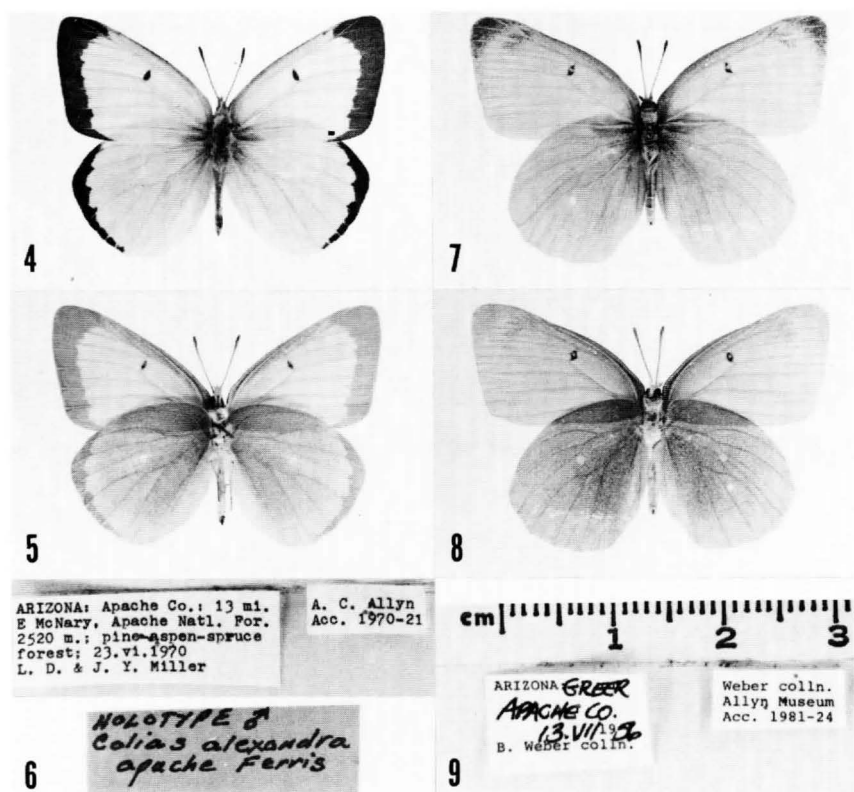 4
7
5
8
ARIZONA: Apache Co.: 13 mi.
E McNary, Apache Natl. For.
2520 m.; pine-aspen-spruce
forest; 23.vi.1970
L. D. & J. Y. Miller
A. C. Allyn
Acc. 1970-21
HOLOTYPE ♂
Colias alexandra
apache Ferris
6
cm
1 2 3
ARIZONA GREER
APACHE CO.
13.VII 1956
B. Weber colln.
Weber colln.
Allyn Museum
Acc. 1981-24
9